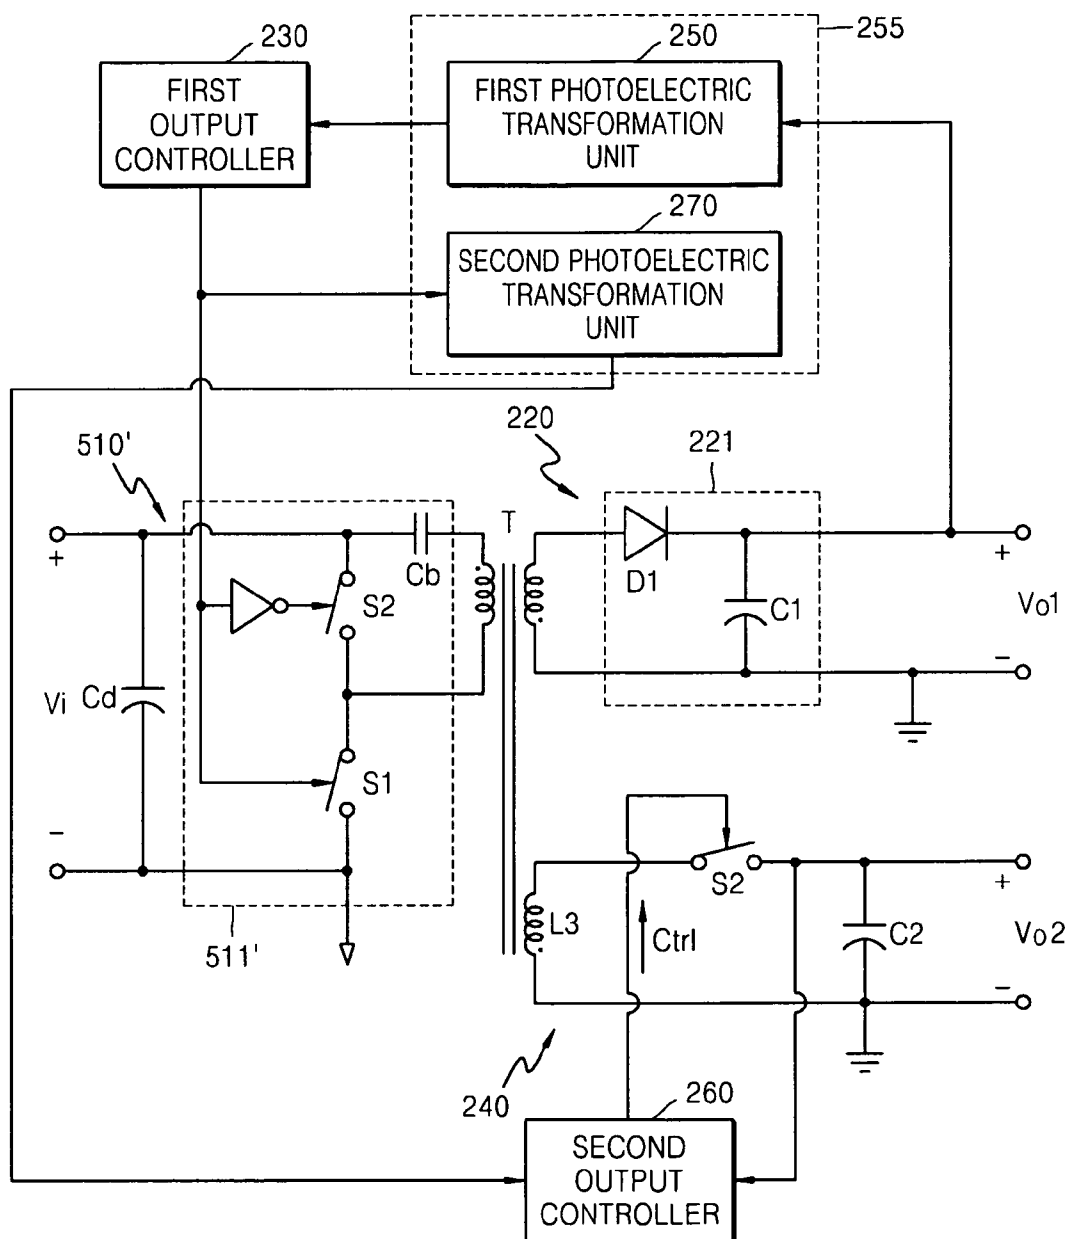 230
250
255
FIRST
OUTPUT
CONTROLLER
FIRST PHOTOELECTRIC
TRANSFORMATION
UNIT
270
SECOND PHOTOELECTRIC
TRANSFORMATION
UNIT
510'
220
221
T
+
Cb
D1
+
S2
C1
Vo1
Vi
Cd
−
S1
−
S2
+
511'
L3
Ctrl
C2
Vo2
−
240
260
SECOND
OUTPUT
CONTROLLER